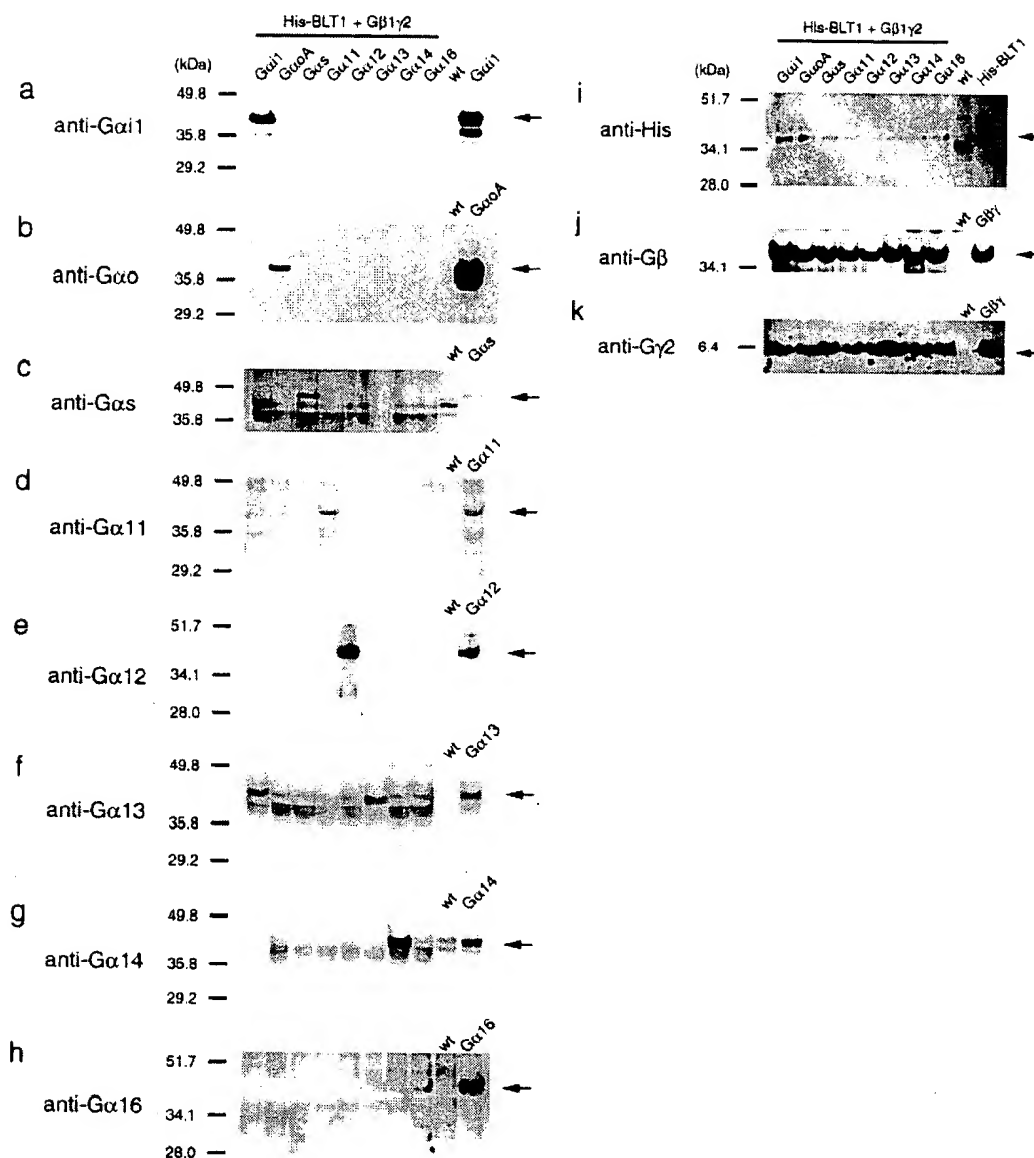 His-BLT1 + Gβ1γ2
(kDa) Gαi1 GαoA Gαs Gα11 Gα12 Gα13 Gα14 Gα16 wt Gαi1
a
anti-Gαi1
49.8
35.8
29.2
wt GαoA
b
anti-Gαo
49.8
35.8
29.2
wt Gαs
c
anti-Gαs
49.8
35.8
wt Gα11
d
anti-Gα11
49.8
35.8
29.2
wt Gα12
e
anti-Gα12
51.7
34.1
28.0
wt Gα13
f
anti-Gα13
49.8
35.8
29.2
wt Gα14
g
anti-Gα14
49.8
35.8
29.2
wt Gα16
h
anti-Gα16
51.7
34.1
28.0
His-BLT1 + Gβ1γ2
(kDa) Gαi1 GαoA Gαs Gα11 Gα12 Gα13 Gα14 Gα16 wt His-BLT1
i
anti-His
51.7
34.1
28.0
wt Gβγ
j
anti-Gβ
34.1
wt Gβγ
k
anti-Gγ2
6.4